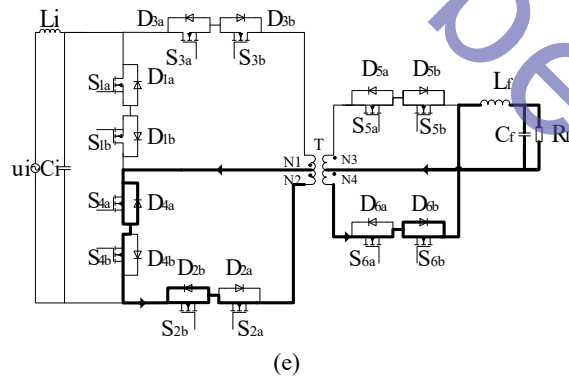 Li
D3a
D3b
S3a
S3b
S1a
D1a
S1b
D1b
ui
Ci
S4a
D4a
S4b
D4b
D2b
D2a
S2b
S2a
T
N1
N2
N3
N4
D5a
D5b
S5a
S5b
Lf
Cf
D6a
D6b
S6a
S6b
(e)